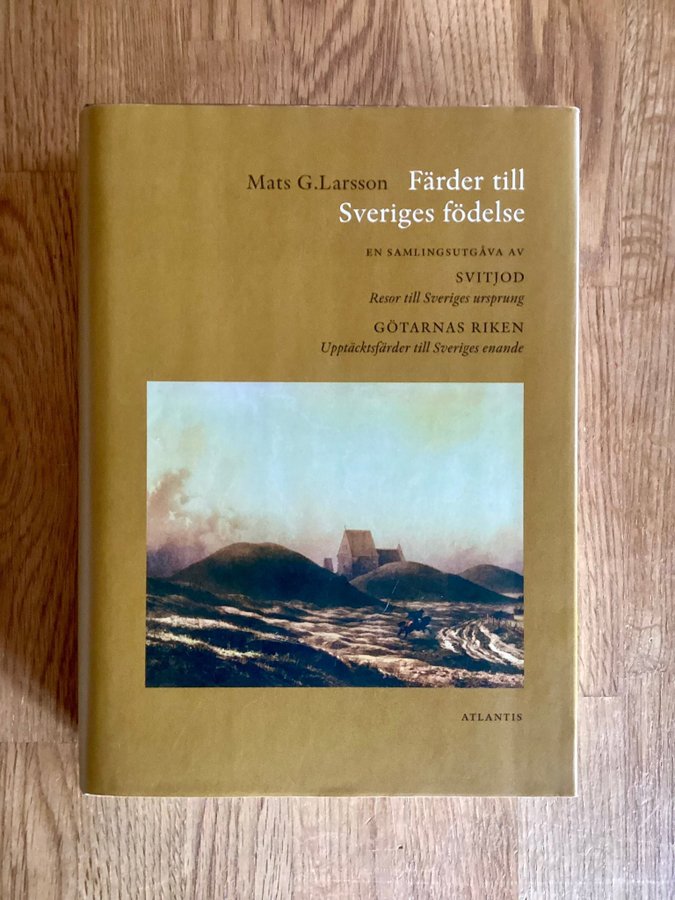 Mats G.Larsson Färder till
Sveriges födelse
EN SAMLINGSUTGÅVA AV
SVITJOD
Resor till Sveriges ursprung
GÖTARNAS RIKEN
Upptäcktsfärder till Sveriges enande
ATLANTIS